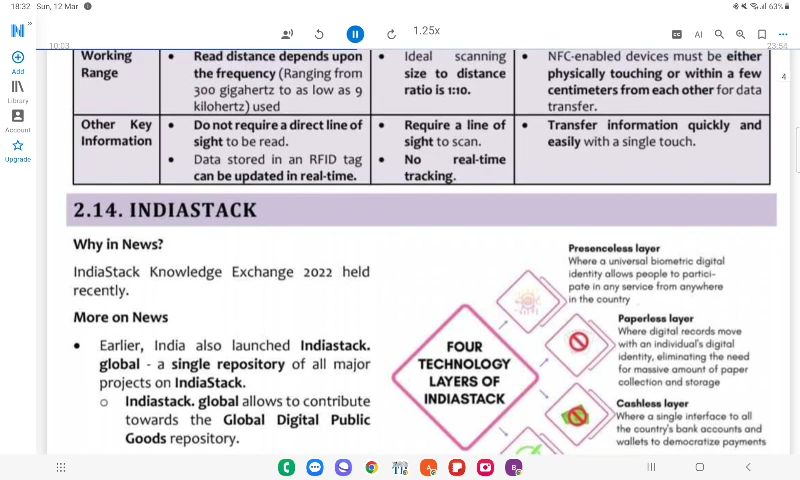 18:32 Sun, 12 Mar
63%
1.25x
AI
10:03
23:54
Add
Library
Account
Upgrade
4
Working Range
Read distance depends upon
the frequency (Ranging from
300 gigahertz to as low as 9
kilohertz) used
Ideal scanning
size to distance
ratio is 1:10.
NFC-enabled devices must be either
physically touching or within a few
centimeters from each other for data
transfer.
Other Key
Information
Do not require a direct line of
sight to be read.
Data stored in an RFID tag
can be updated in real-time.
Require a line of
sight to scan.
No real-time
tracking.
Transfer information quickly and
easily with a single touch.
2.14. INDIASTACK
Why in News?
IndiaStack Knowledge Exchange 2022 held
recently.
More on News
Earlier, India also launched Indiastack.
global - a single repository of all major
projects on IndiaStack.
Indiastack. global allows to contribute
towards the Global Digital Public
Goods repository.
FOUR
TECHNOLOGY
LAYERS OF
INDIASTACK
Presenceless layer
Where a universal biometric digital
identity allows people to partici-
pate in any service from anywhere
in the country
Paperless layer
Where digital records move
with an individual's digital
identity, eliminating the need
for massive amount of paper
collection and storage
Cashless layer
Where a single interface to all
the country's bank accounts and
wallets to democratize payments